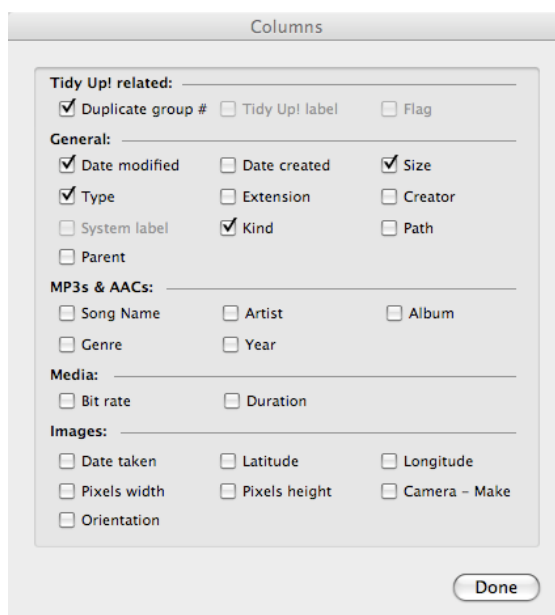 Columns
Tidy Up! related:
Duplicate group # Tidy Up! label Flag
General:
Date modified Date created Size
Type Extension Creator
System label Kind Path
Parent
MP3s & AACs:
Song Name Artist Album
Genre Year
Media:
Bit rate Duration
Images:
Date taken Latitude Longitude
Pixels width Pixels height Camera – Make
Orientation
Done